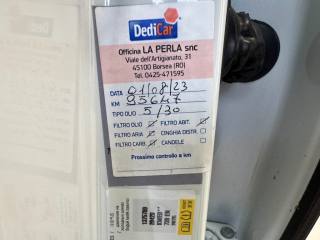 DediCar
Officina LA PERLA snc
Viale dell'Artigianato, 31
45100 Borsea (RO)
Tel. 0425-471595
DATA 01/08/23
KM 95647
TIPO OLIO 5/30
FILTRO OLIO FILTRO ABIT.
FILTRO ARIA CINGHIA DISTR.
FILTRO CARB. CANDELE
Prossimo controllo a km